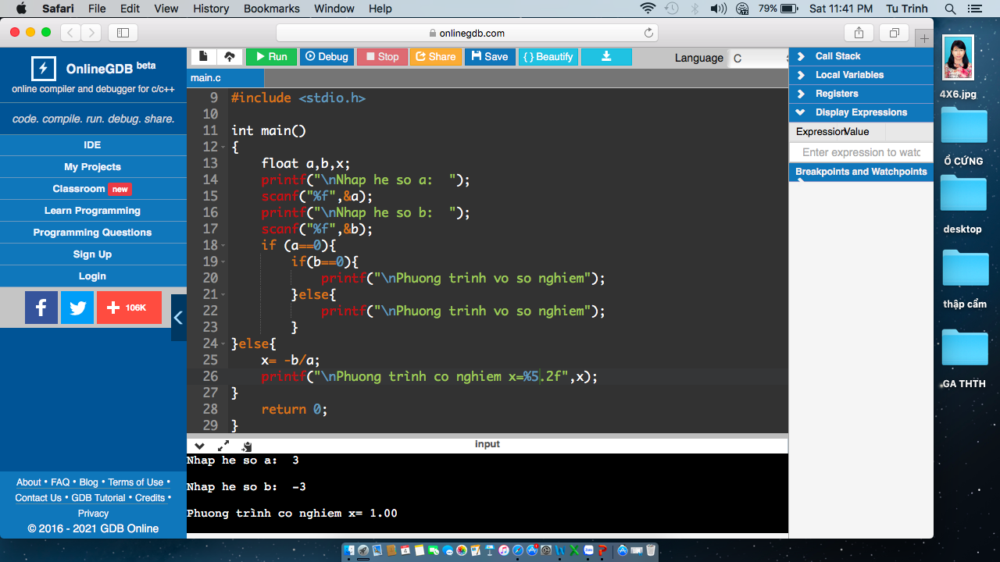 Safari File Edit View History Bookmarks Window Help 79% Sat 11:41 PM Tu Trinh
onlinegdb.com
OnlineGDB beta
online compiler and debugger for c/c++
code. compile. run. debug. share.
IDE
My Projects
Classroom new
Learn Programming
Programming Questions
Sign Up
Login
106K
About • FAQ • Blog • Terms of Use •
Contact Us • GDB Tutorial • Credits •
Privacy
© 2016 - 2021 GDB Online
Run Debug Stop Share Save { } Beautify Language C
main.c
9 #include <stdio.h>
10
11 int main()
12 {
13 float a,b,x;
14 printf("\nNhap he so a:  ");
15 scanf("%f",&a);
16 printf("\nNhap he so b:  ");
17 scanf("%f",&b);
18 if (a==0){
19 if(b==0){
20 printf("\nPhuong trinh vo so nghiem");
21 }else{
22 printf("\nPhuong trinh vo so nghiem");
23 }
24 }else{
25 x= -b/a;
26 printf("\nPhuong trình co nghiem x=%5.2f",x);
27 }
28 return 0;
29 }
input
Nhap he so a:  3
Nhap he so b:  -3
Phuong trình co nghiem x= 1.00
Call Stack
Local Variables
Registers
Display Expressions
Expression Value
Enter expression to watc
Breakpoints and Watchpoints
4X6.jpg
Ổ CỨNG
desktop
thập cẩm
GA THTH